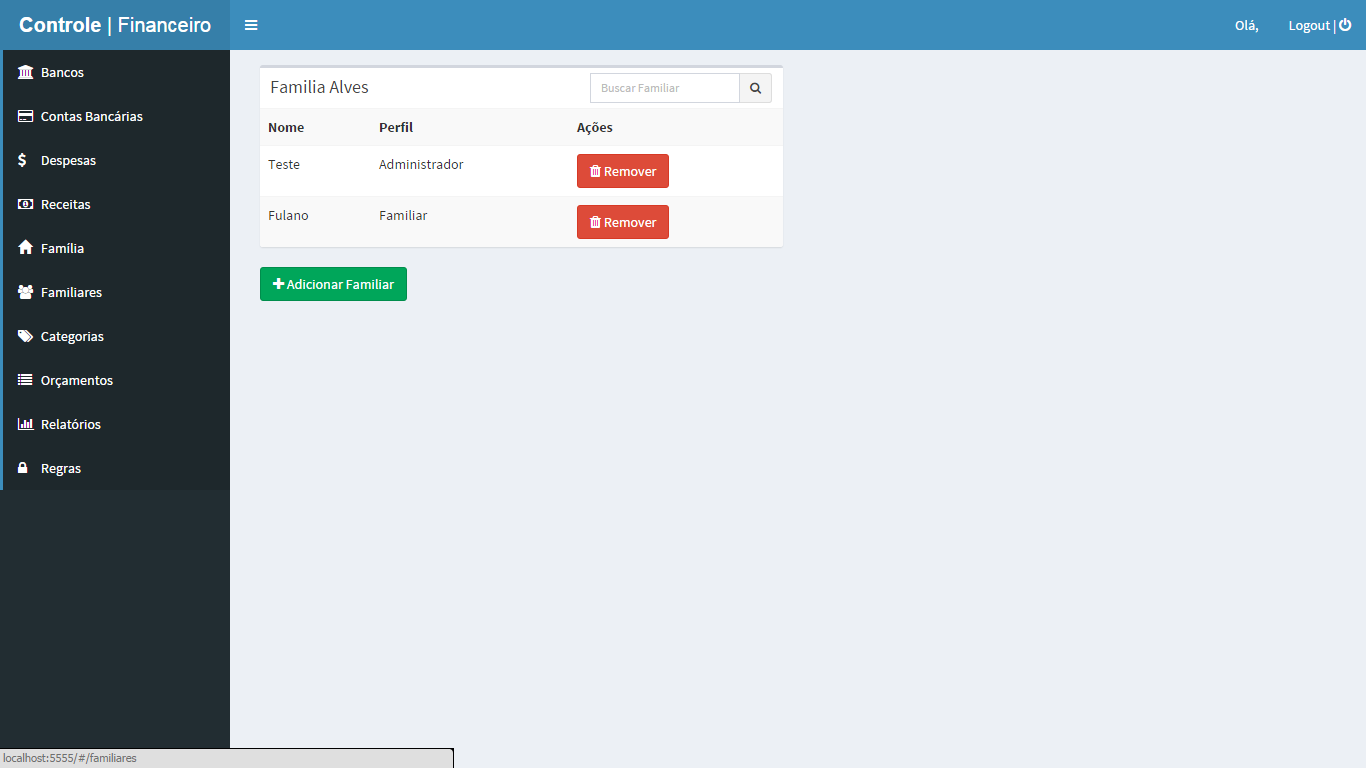 Controle | Financeiro
Olá,
Logout |
Bancos
Contas Bancárias
Despesas
Receitas
Família
Familiares
Categorias
Orçamentos
Relatórios
Regras
Familia Alves
Buscar Familiar
Nome Perfil Ações
Teste Administrador Remover
Fulano Familiar Remover
Adicionar Familiar
localhost:5555/#/familiares